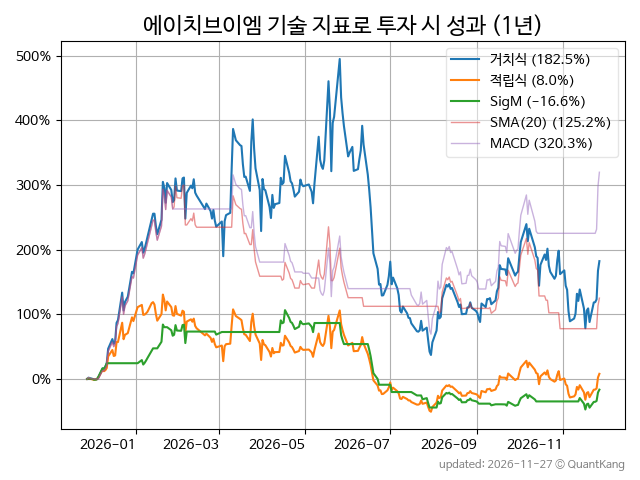 에이치브이엠 기술 지표로 투자 시 성과 (1년)
거치식 (182.5%)
적립식 (8.0%)
SigM (−16.6%)
SMA(20) (125.2%)
MACD (320.3%)
500%
400%
300%
200%
100%
0%
2026-01 2026-03 2026-05 2026-07 2026-09 2026-11
updated: 2026-11-27 © QuantKang